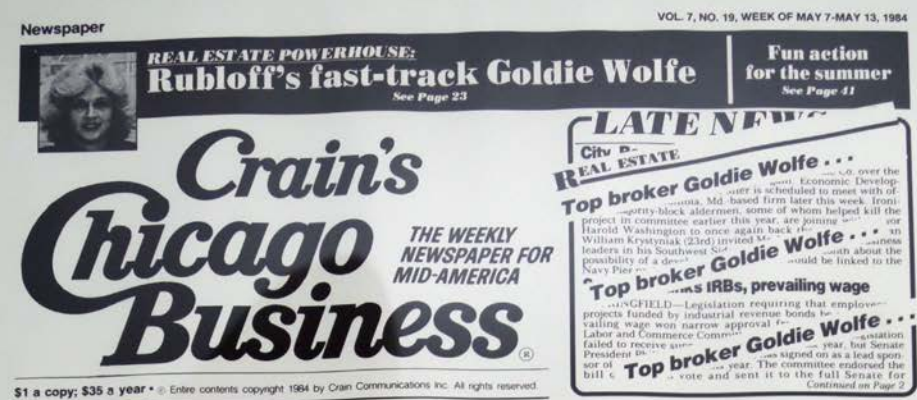 Newspaper
VOL. 7, NO. 19, WEEK OF MAY 7-MAY 13, 1984
REAL ESTATE POWERHOUSE:
Rubloff's fast-track Goldie Wolfe
See Page 23
Fun action
for the summer
See Page 41
Crain's
Chicago
Business®
THE WEEKLY
NEWSPAPER FOR
MID-AMERICA
$1 a copy; $35 a year • © Entire contents copyright 1984 by Crain Communications Inc. All rights reserved.
LATE
City
REAL ESTATE
Top broker Goldie Wolfe . . .
over the
Economic Develop-
is scheduled to meet with of-
Md.-based firm later this week. Ironi-
-block aldermen, some of whom helped kill the
project in committee earlier this year, are joining
Harold Washington to once again back
William Krystyniak (23rd) invited
leaders in his Southwest
about the
possibility of a
would be linked to the
Navy Pier
Top broker Goldie Wolfe . . .
IRBs, prevailing wage
—Legislation requiring that
projects funded by industrial revenue bonds
vailing wage won narrow approval
Labor and Commerce
failed to receive
year, but Senate
President
signed on as a lead spon-
sor of
year. The committee endorsed the
bill
vote and sent it to the full Senate for
Top broker Goldie Wolfe . . .
Continued on Page 2